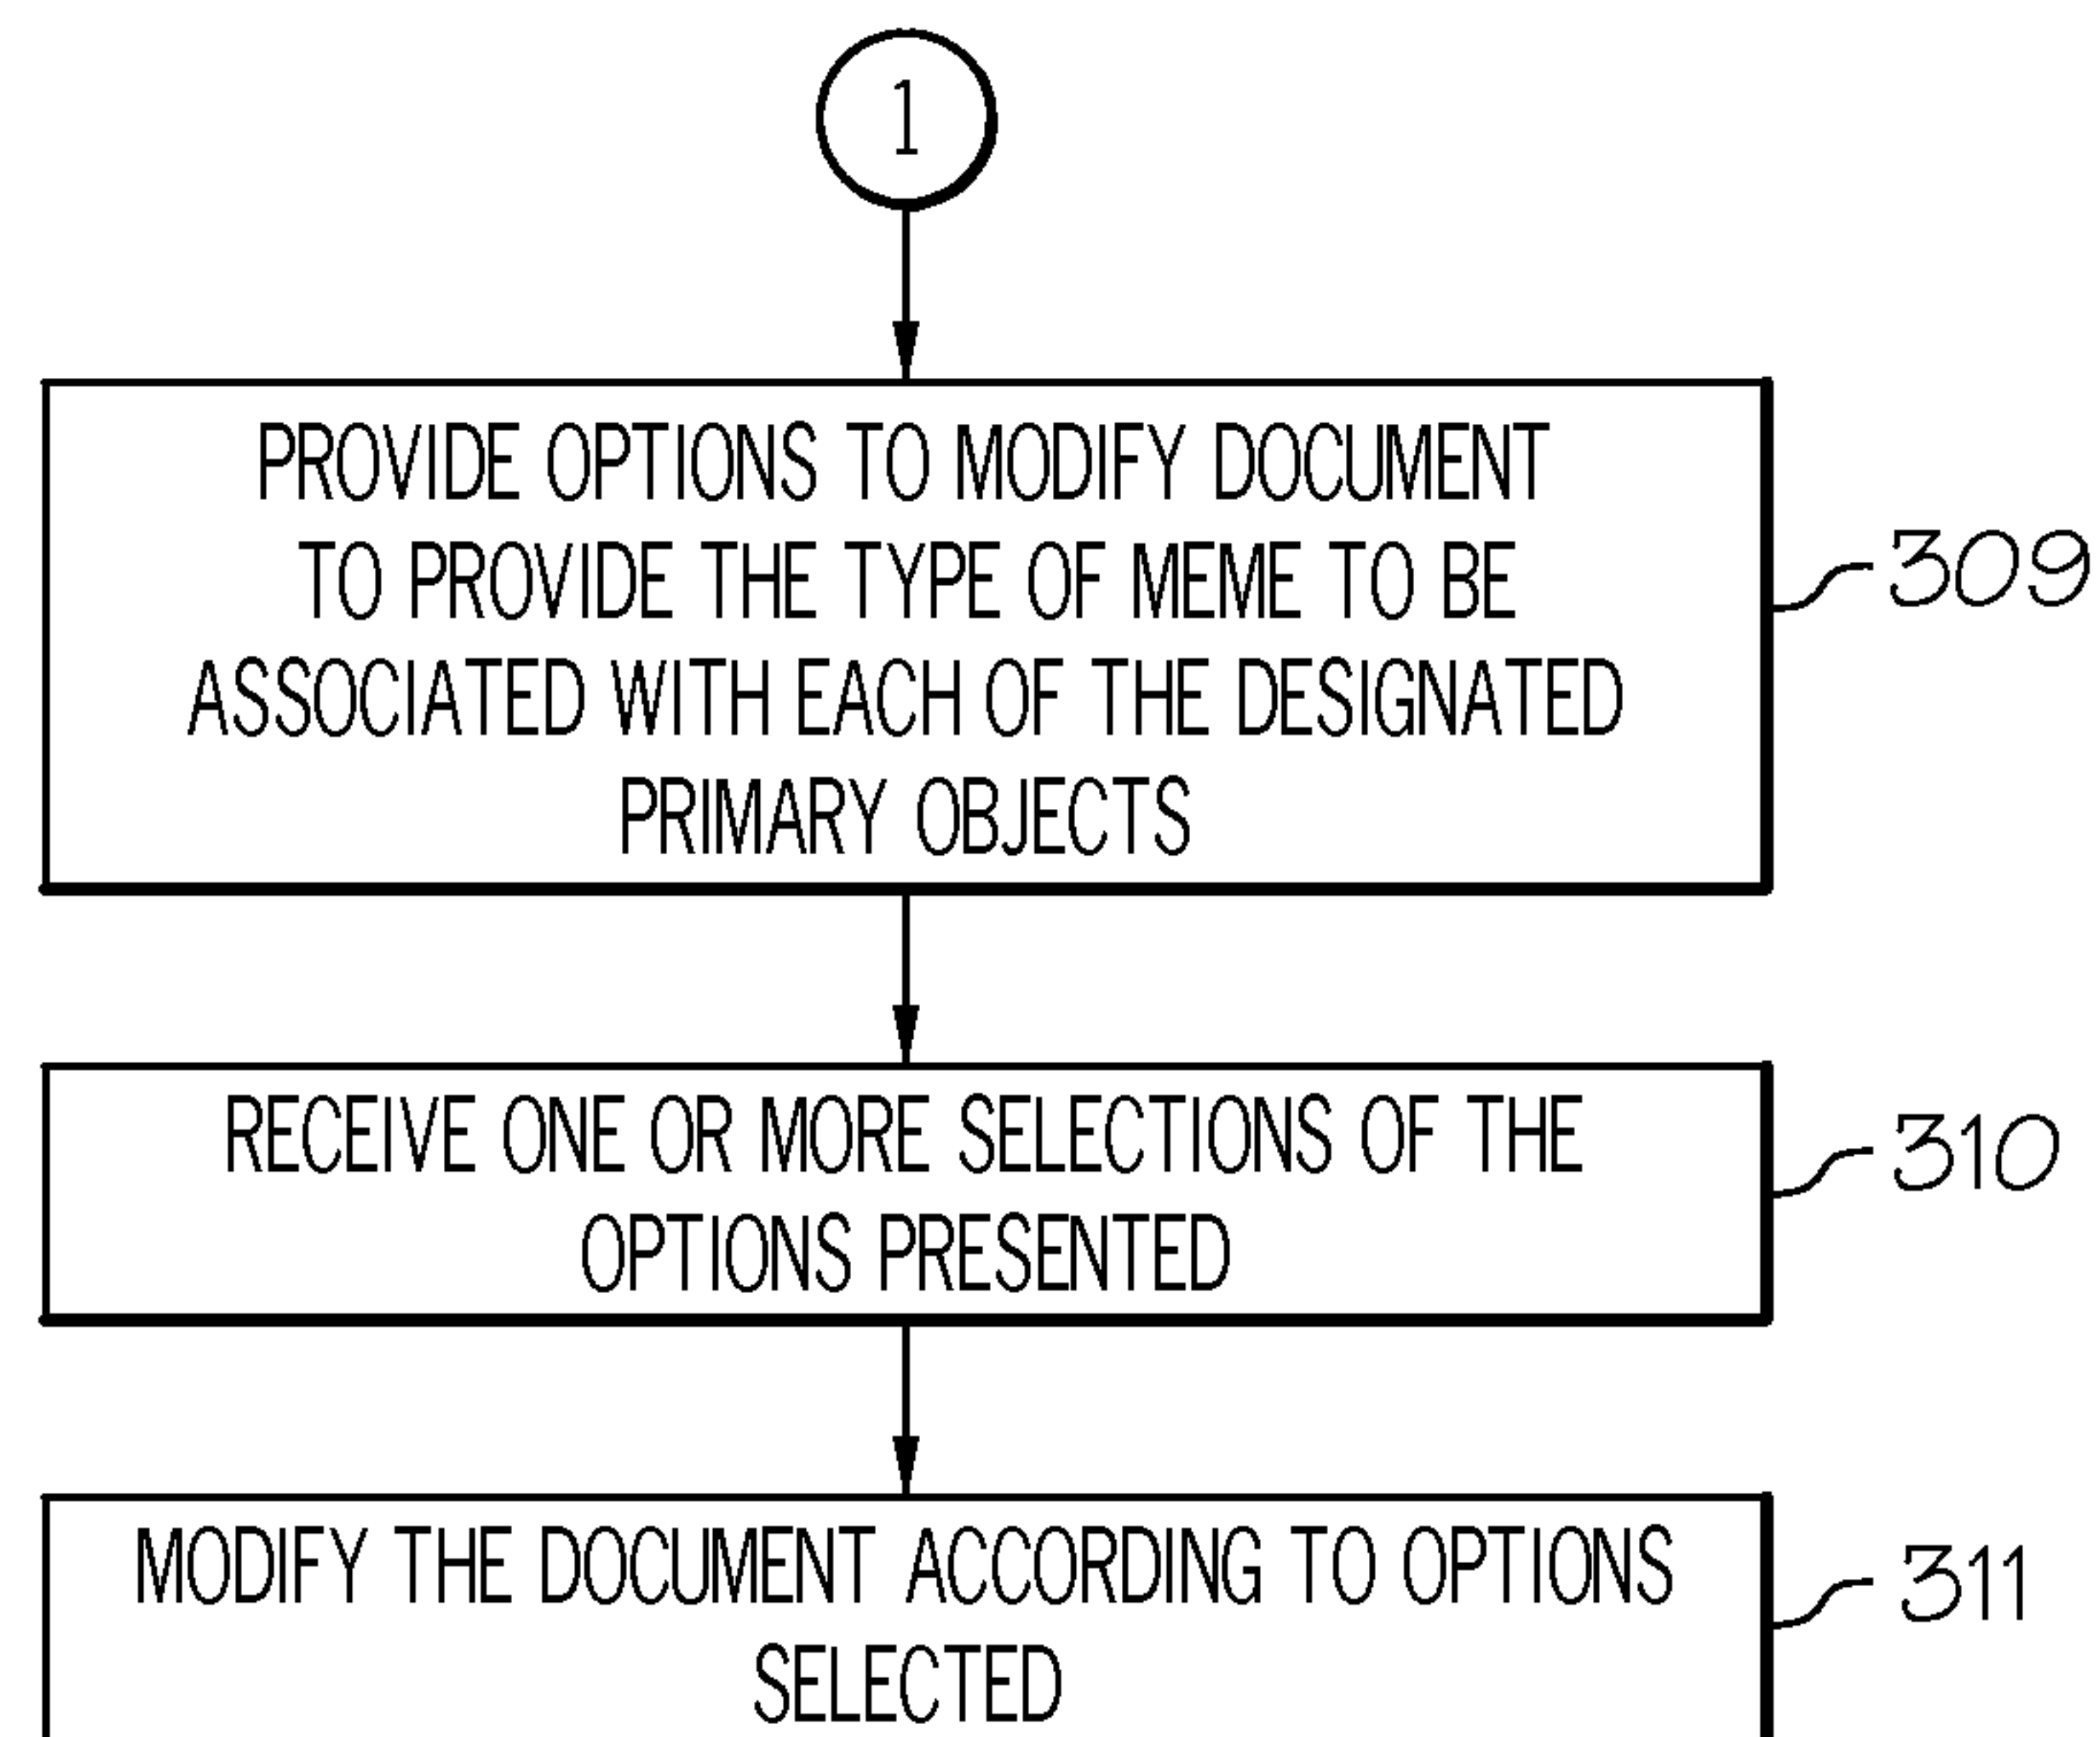 1
PROVIDE OPTIONS TO MODIFY DOCUMENT
TO PROVIDE THE TYPE OF MEME TO BE
ASSOCIATED WITH EACH OF THE DESIGNATED
PRIMARY OBJECTS
309
RECEIVE ONE OR MORE SELECTIONS OF THE
OPTIONS PRESENTED
310
MODIFY THE DOCUMENT ACCORDING TO OPTIONS
SELECTED
311